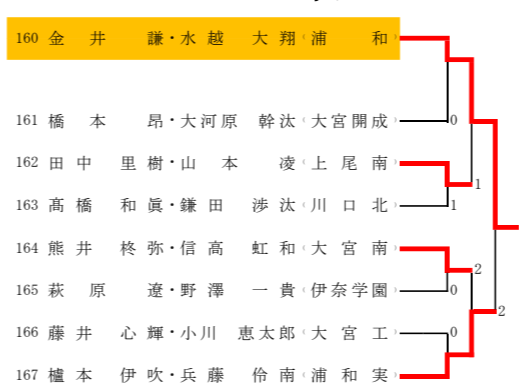 160 金井 謙・水越 大翔(浦和)
161 橋本 昂・大河原 幹汰(大宮開成)
0
162 田中 里樹・山本 凌(上尾南)
1
163 髙橋 和眞・鎌田 渉汰(川口北)
1
164 熊井 柊弥・信高 虹和(大宮南)
2
165 萩原 遼・野澤 一貴(伊奈学園)
0
2
166 藤井 心輝・小川 恵太郎(大宮工)
0
167 櫨本 伊吹・兵藤 伶南(浦和実)